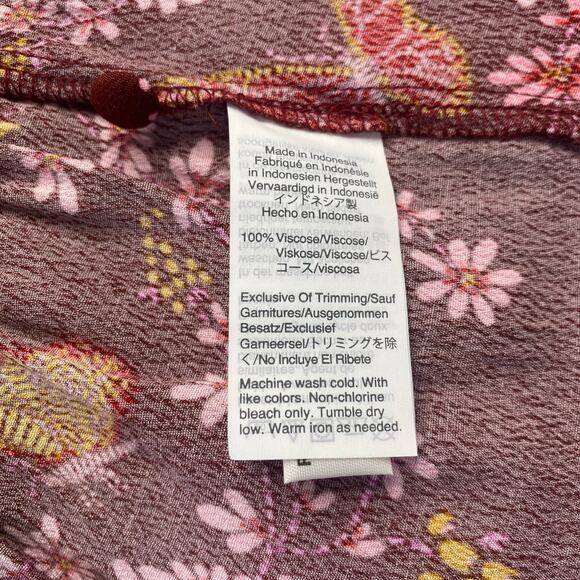 Made in Indonesia
Fabriqué en Indonésie
in Indonesien Hergestellt
Vervaardigd in Indonesië
インドネシア製
Hecho en Indonesia
100% Viscose/Viscose/
Viskose/Viscose/ビス
コース/viscosa
Exclusive Of Trimming/Sauf
Garnitures/Ausgenommen
Besatz/Exclusief
Garneersel/トリミングを除
く/No Incluye El Ribete
Machine wash cold. With
like colors. Non-chlorine
bleach only. Tumble dry
low. Warm iron as needed.